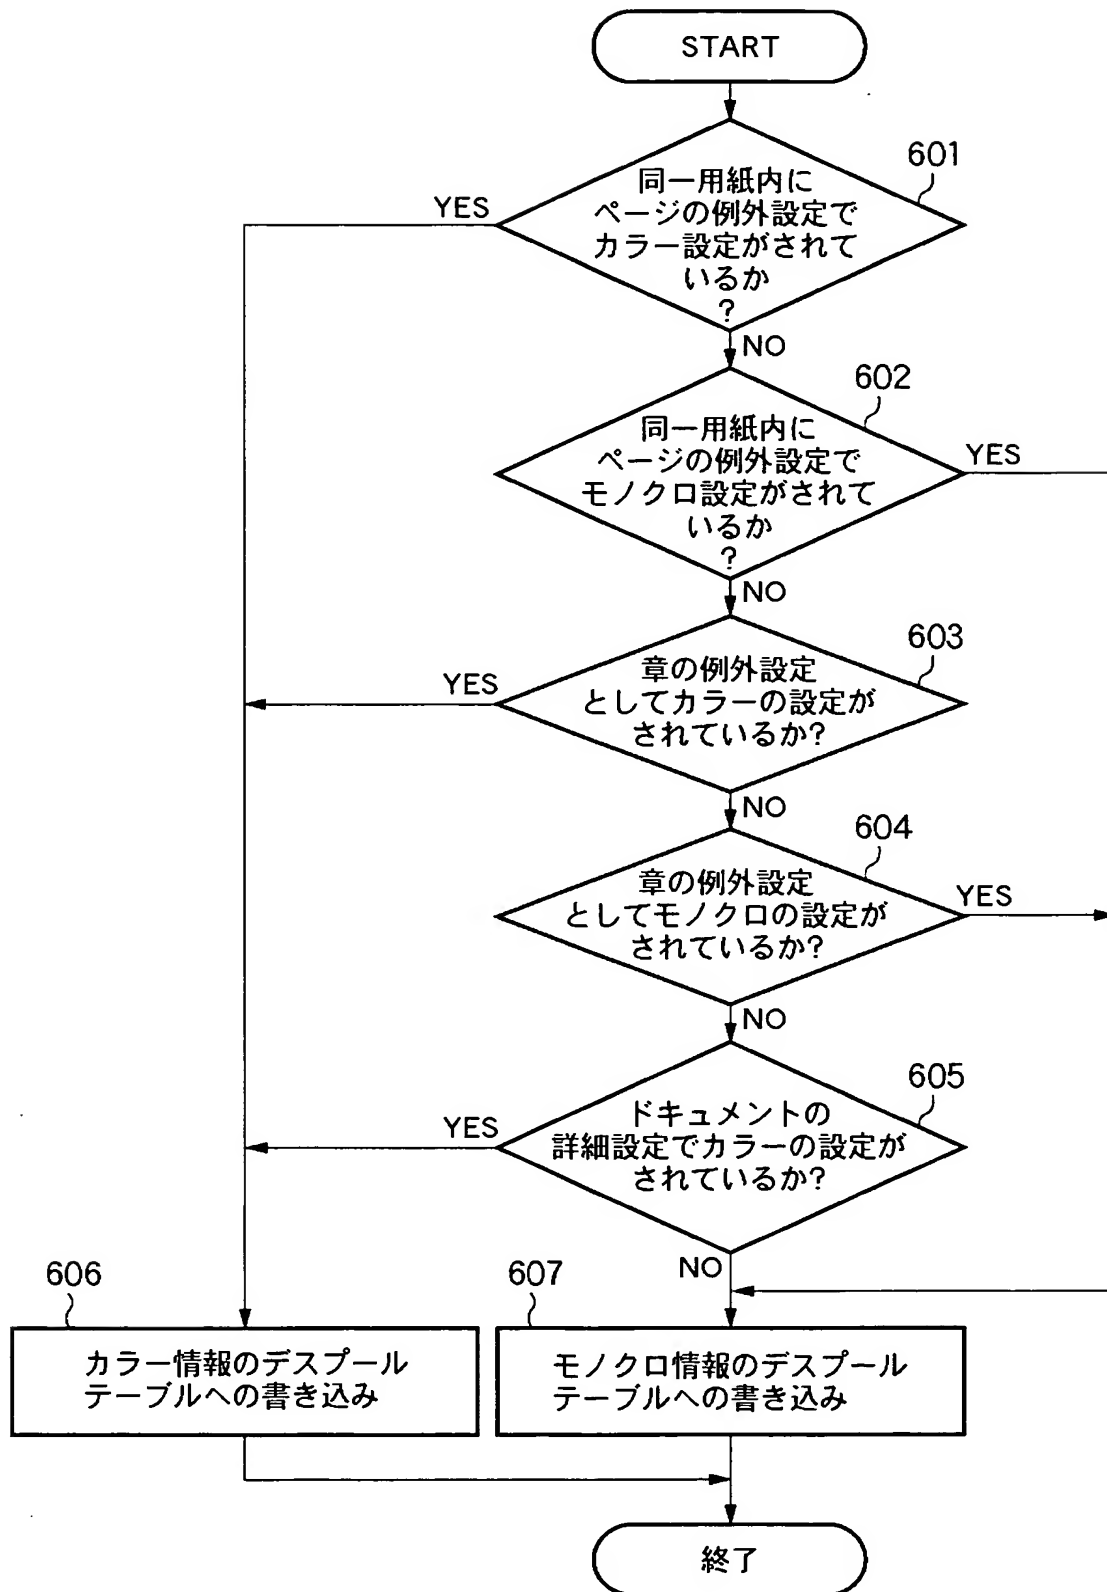 START
601
同一用紙内に
ページの例外設定で
カラー設定がされて
いるか
?
YES
NO
602
同一用紙内に
ページの例外設定で
モノクロ設定がされて
いるか
?
YES
NO
603
章の例外設定
としてカラーの設定が
されているか?
YES
NO
604
章の例外設定
としてモノクロの設定が
されているか?
YES
NO
605
ドキュメントの
詳細設定でカラーの設定が
されているか?
YES
NO
606
カラー情報のデスプール
テーブルへの書き込み
607
モノクロ情報のデスプール
テーブルへの書き込み
終了